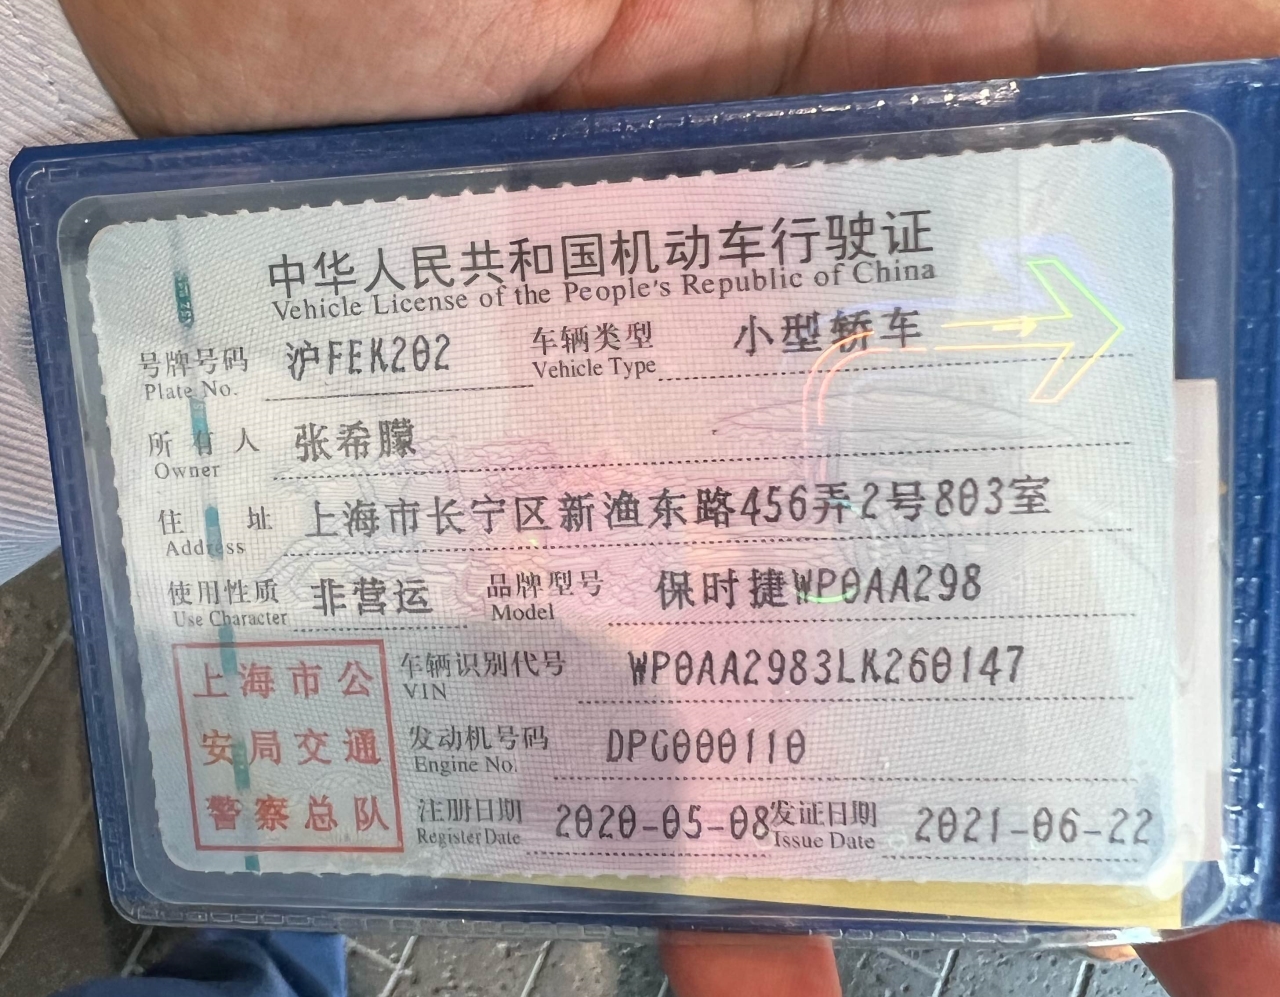 中华人民共和国机动车行驶证
Vehicle License of the People's Republic of China
号牌号码 沪FEK202 车辆类型 小型轿车
Plate No. Vehicle Type
所有人 张希朦
Owner
住址 上海市长宁区新渔东路456弄2号803室
Address
使用性质 非营运 品牌型号 保时捷WP0AA298
Use Character Model
上海市公
安局交通
警察总队
车辆识别代号 WP0AA2983LK260147
VIN
发动机号码 DPG000110
Engine No.
注册日期 2020-05-08 发证日期 2021-06-22
Register Date Issue Date